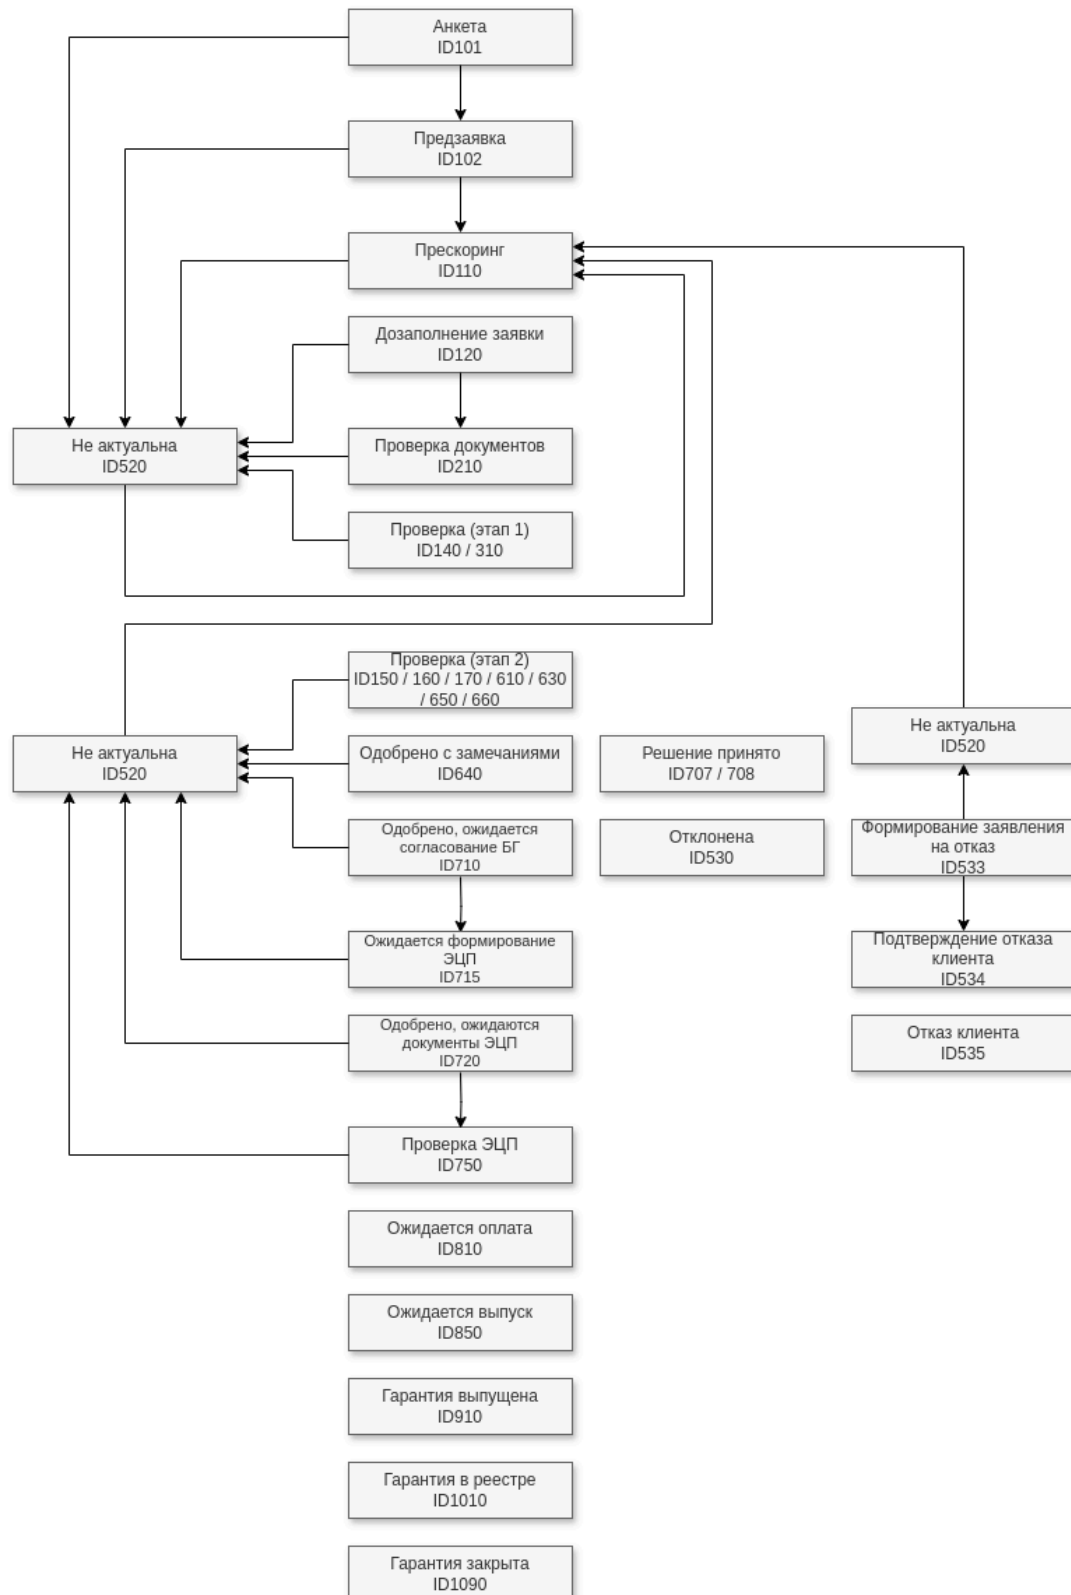 Анкета
ID101
Предзаявка
ID102
Прескоринг
ID110
Дозаполнение заявки
ID120
Не актуальна
ID520
Проверка документов
ID210
Проверка (этап 1)
ID140 / 310
Проверка (этап 2)
ID150 / 160 / 170 / 610 / 630
/ 650 / 660
Не актуальна
ID520
Одобрено с замечаниями
ID640
Решение принято
ID707 / 708
Не актуальна
ID520
Одобрено, ожидается
согласование БГ
ID710
Отклонена
ID530
Формирование заявления
на отказ
ID533
Ожидается формирование
ЭЦП
ID715
Подтверждение отказа
клиента
ID534
Одобрено, ожидаются
документы ЭЦП
ID720
Отказ клиента
ID535
Проверка ЭЦП
ID750
Ожидается оплата
ID810
Ожидается выпуск
ID850
Гарантия выпущена
ID910
Гарантия в реестре
ID1010
Гарантия закрыта
ID1090